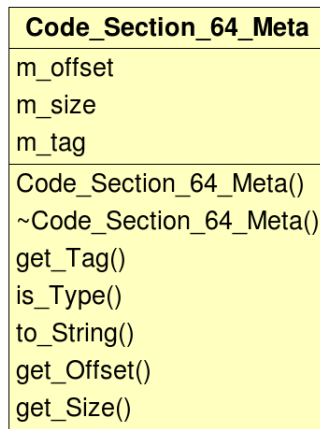 Code_Section_64_Meta
m_offset
m_size
m_tag
Code_Section_64_Meta()
~Code_Section_64_Meta()
get_Tag()
is_Type()
to_String()
get_Offset()
get_Size()